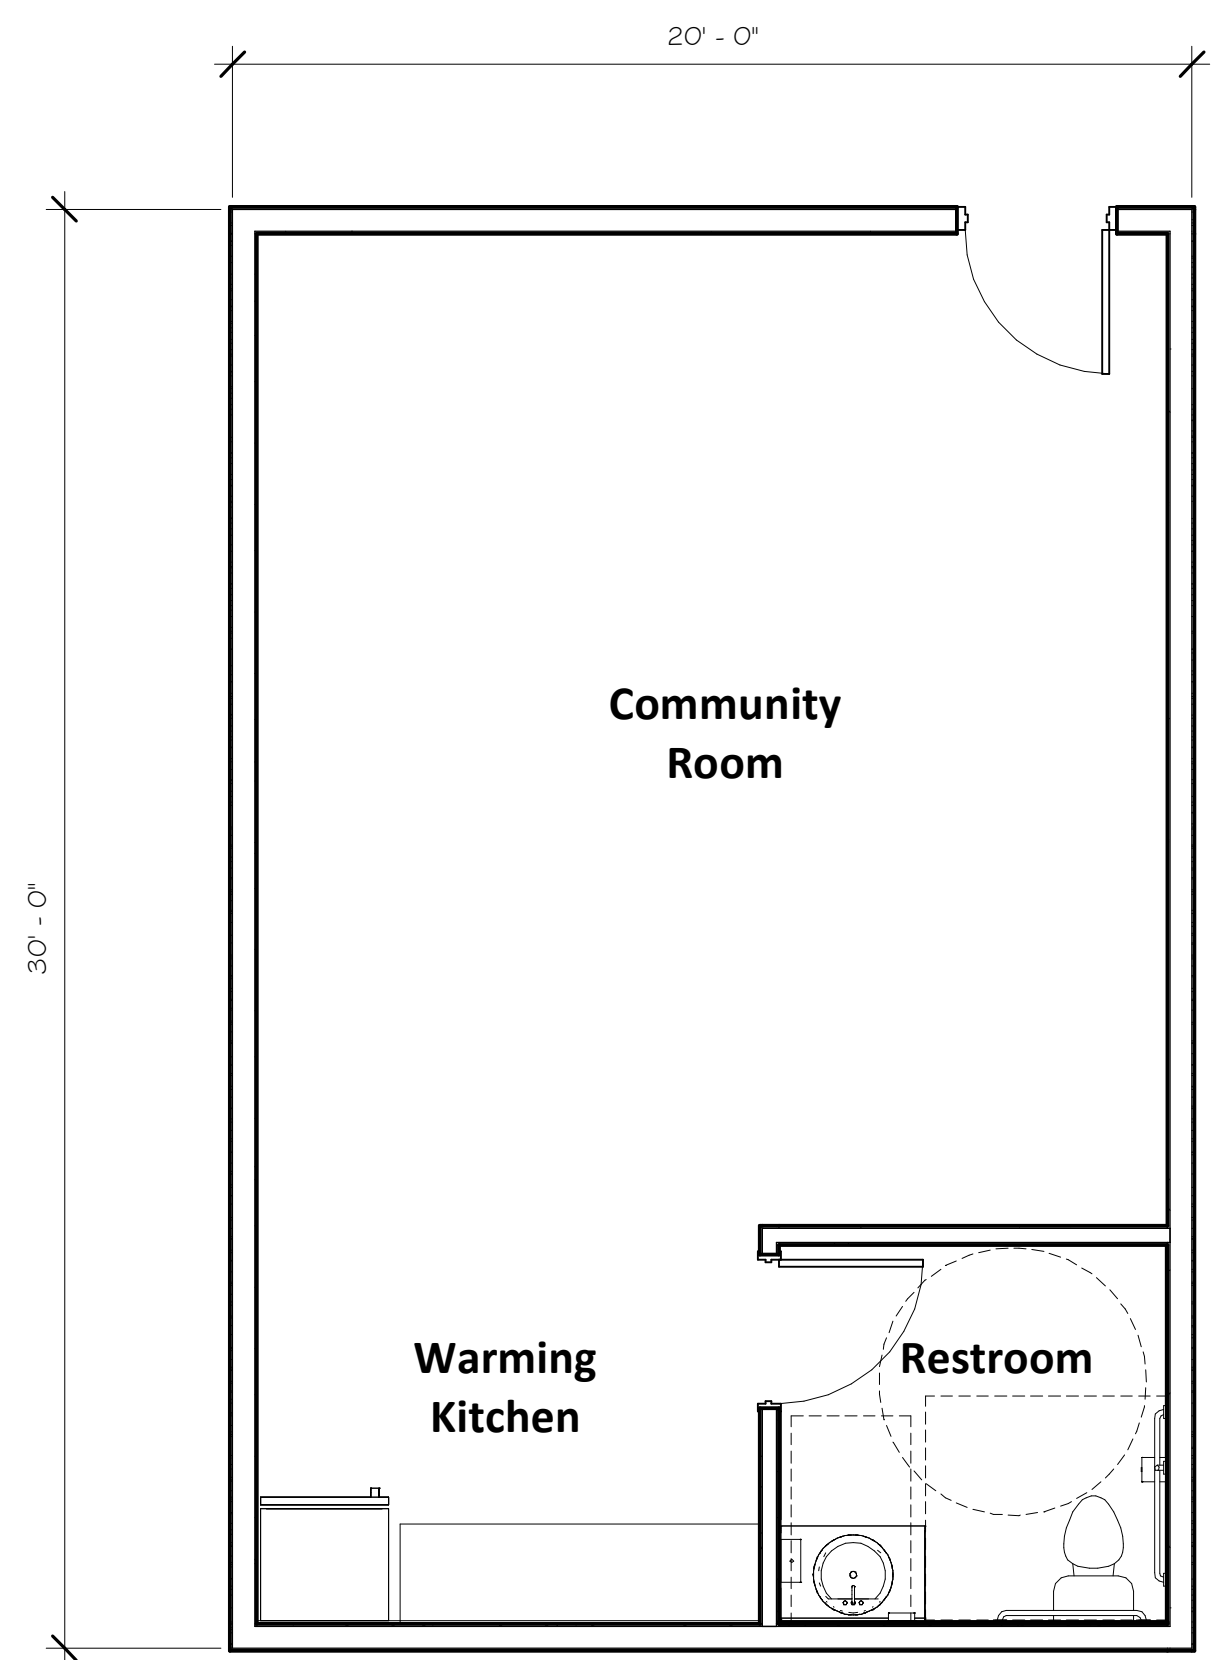 20' - 0"
30' - 0"
Community
Room
Warming
Kitchen
Restroom